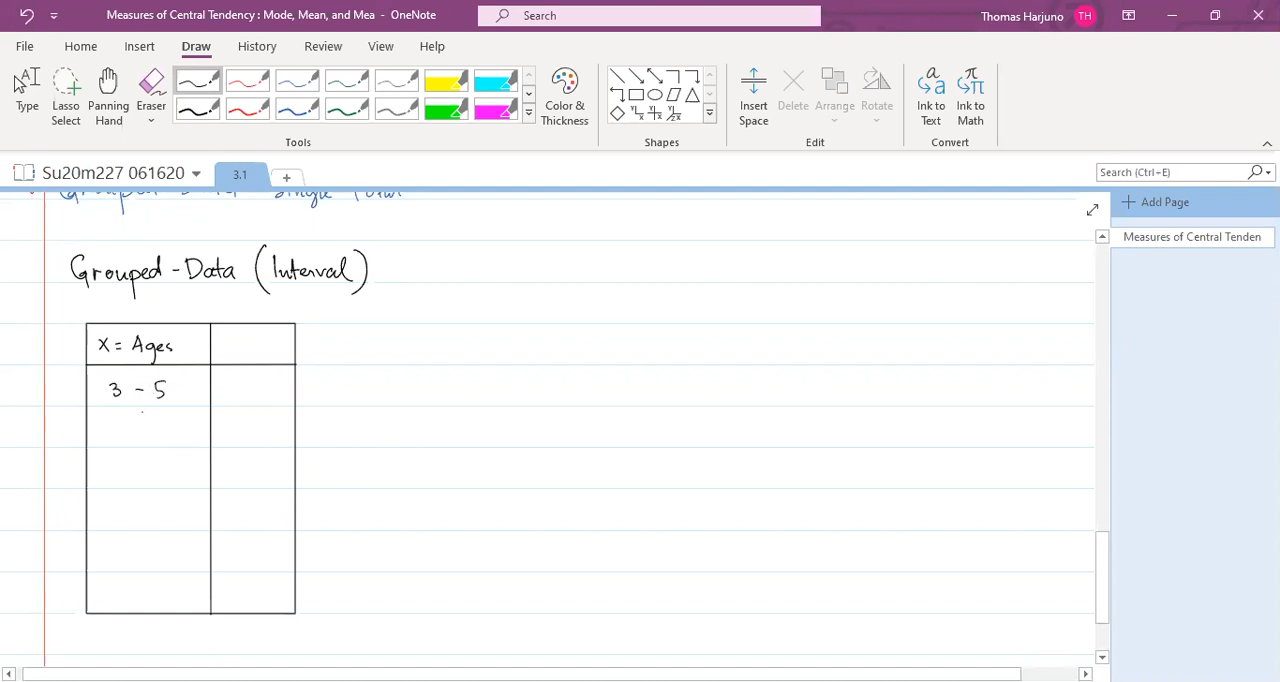 Measures of Central Tendency : Mode, Mean, and Mea - OneNote
Search
Thomas Harjuno
TH
File Home Insert Draw History Review View Help
Type
Lasso Select
Panning Hand
Eraser
Color & Thickness
Insert Space
Delete
Arrange
Rotate
Ink to Text
Ink to Math
Tools
Shapes
Edit
Convert
Su20m227 061620
3.1
Search (Ctrl+E)
Add Page
Measures of Central Tenden
Grouped single
Grouped-Data (Interval)
X = Ages
3 - 5